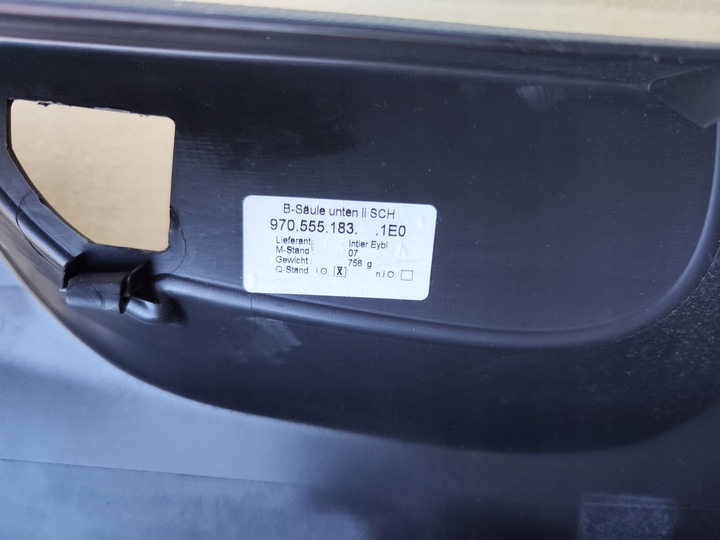 B-Säule unten li SCH
970.555.183. .1E0
Lieferant : Intier Eybl
M-Stand : 07
Gewicht : 756 g
Q-Stand : i.O. [X] n.i.O.